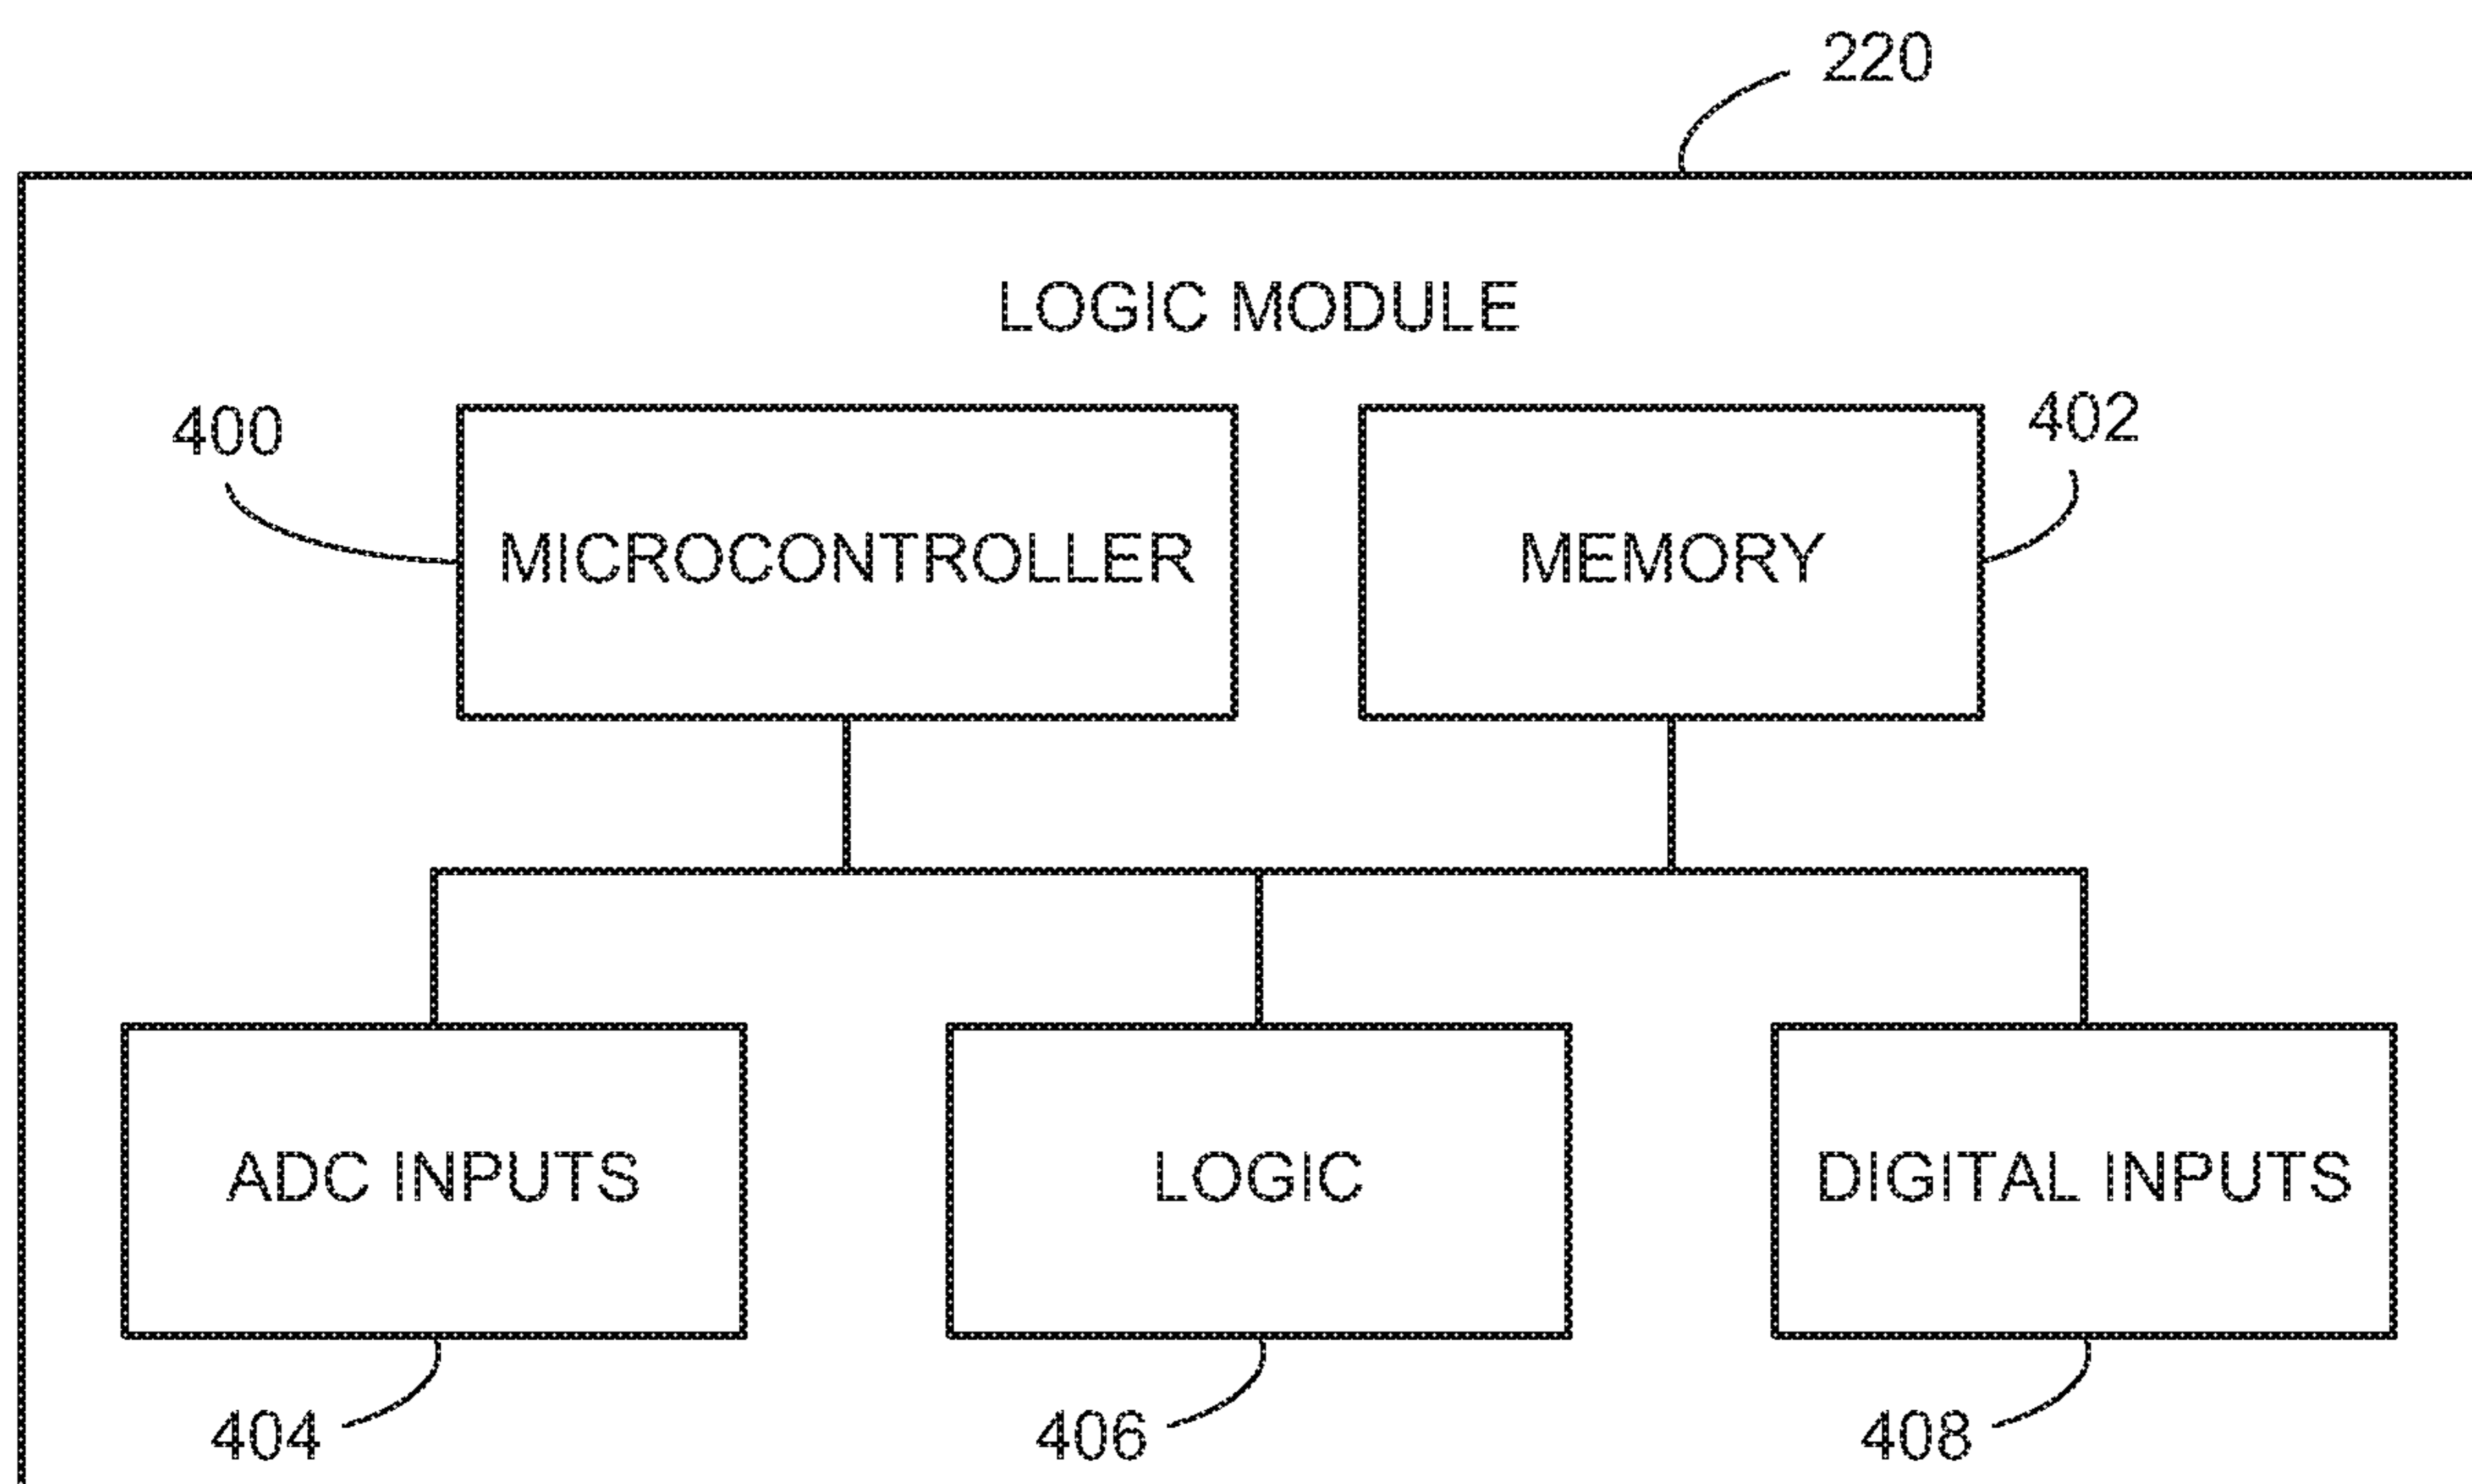 220
LOGIC MODULE
400
402
MICROCONTROLLER
MEMORY
ADC INPUTS
LOGIC
DIGITAL INPUTS
404
406
408